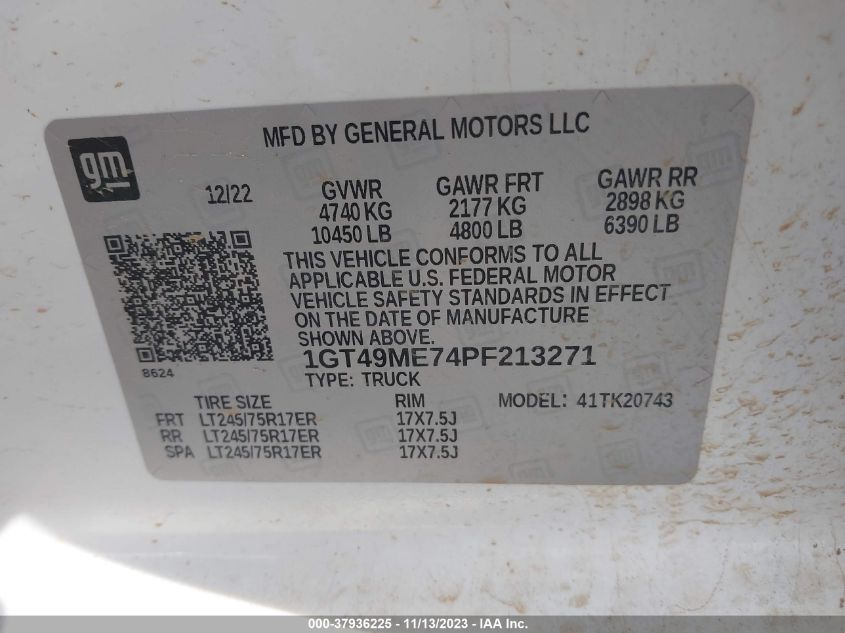 MFD BY GENERAL MOTORS LLC
gm
12/22 GVWR GAWR FRT GAWR RR
4740 KG 2177 KG 2898 KG
10450 LB 4800 LB 6390 LB
THIS VEHICLE CONFORMS TO ALL
APPLICABLE U.S. FEDERAL MOTOR
VEHICLE SAFETY STANDARDS IN EFFECT
ON THE DATE OF MANUFACTURE
SHOWN ABOVE.
8624
1GT49ME74PF213271
TYPE: TRUCK
TIRE SIZE RIM MODEL: 41TK20743
FRT LT245/75R17ER 17X7.5J
RR LT245/75R17ER 17X7.5J
SPA LT245/75R17ER 17X7.5J
000-37936225 - 11/13/2023 - IAAI.com